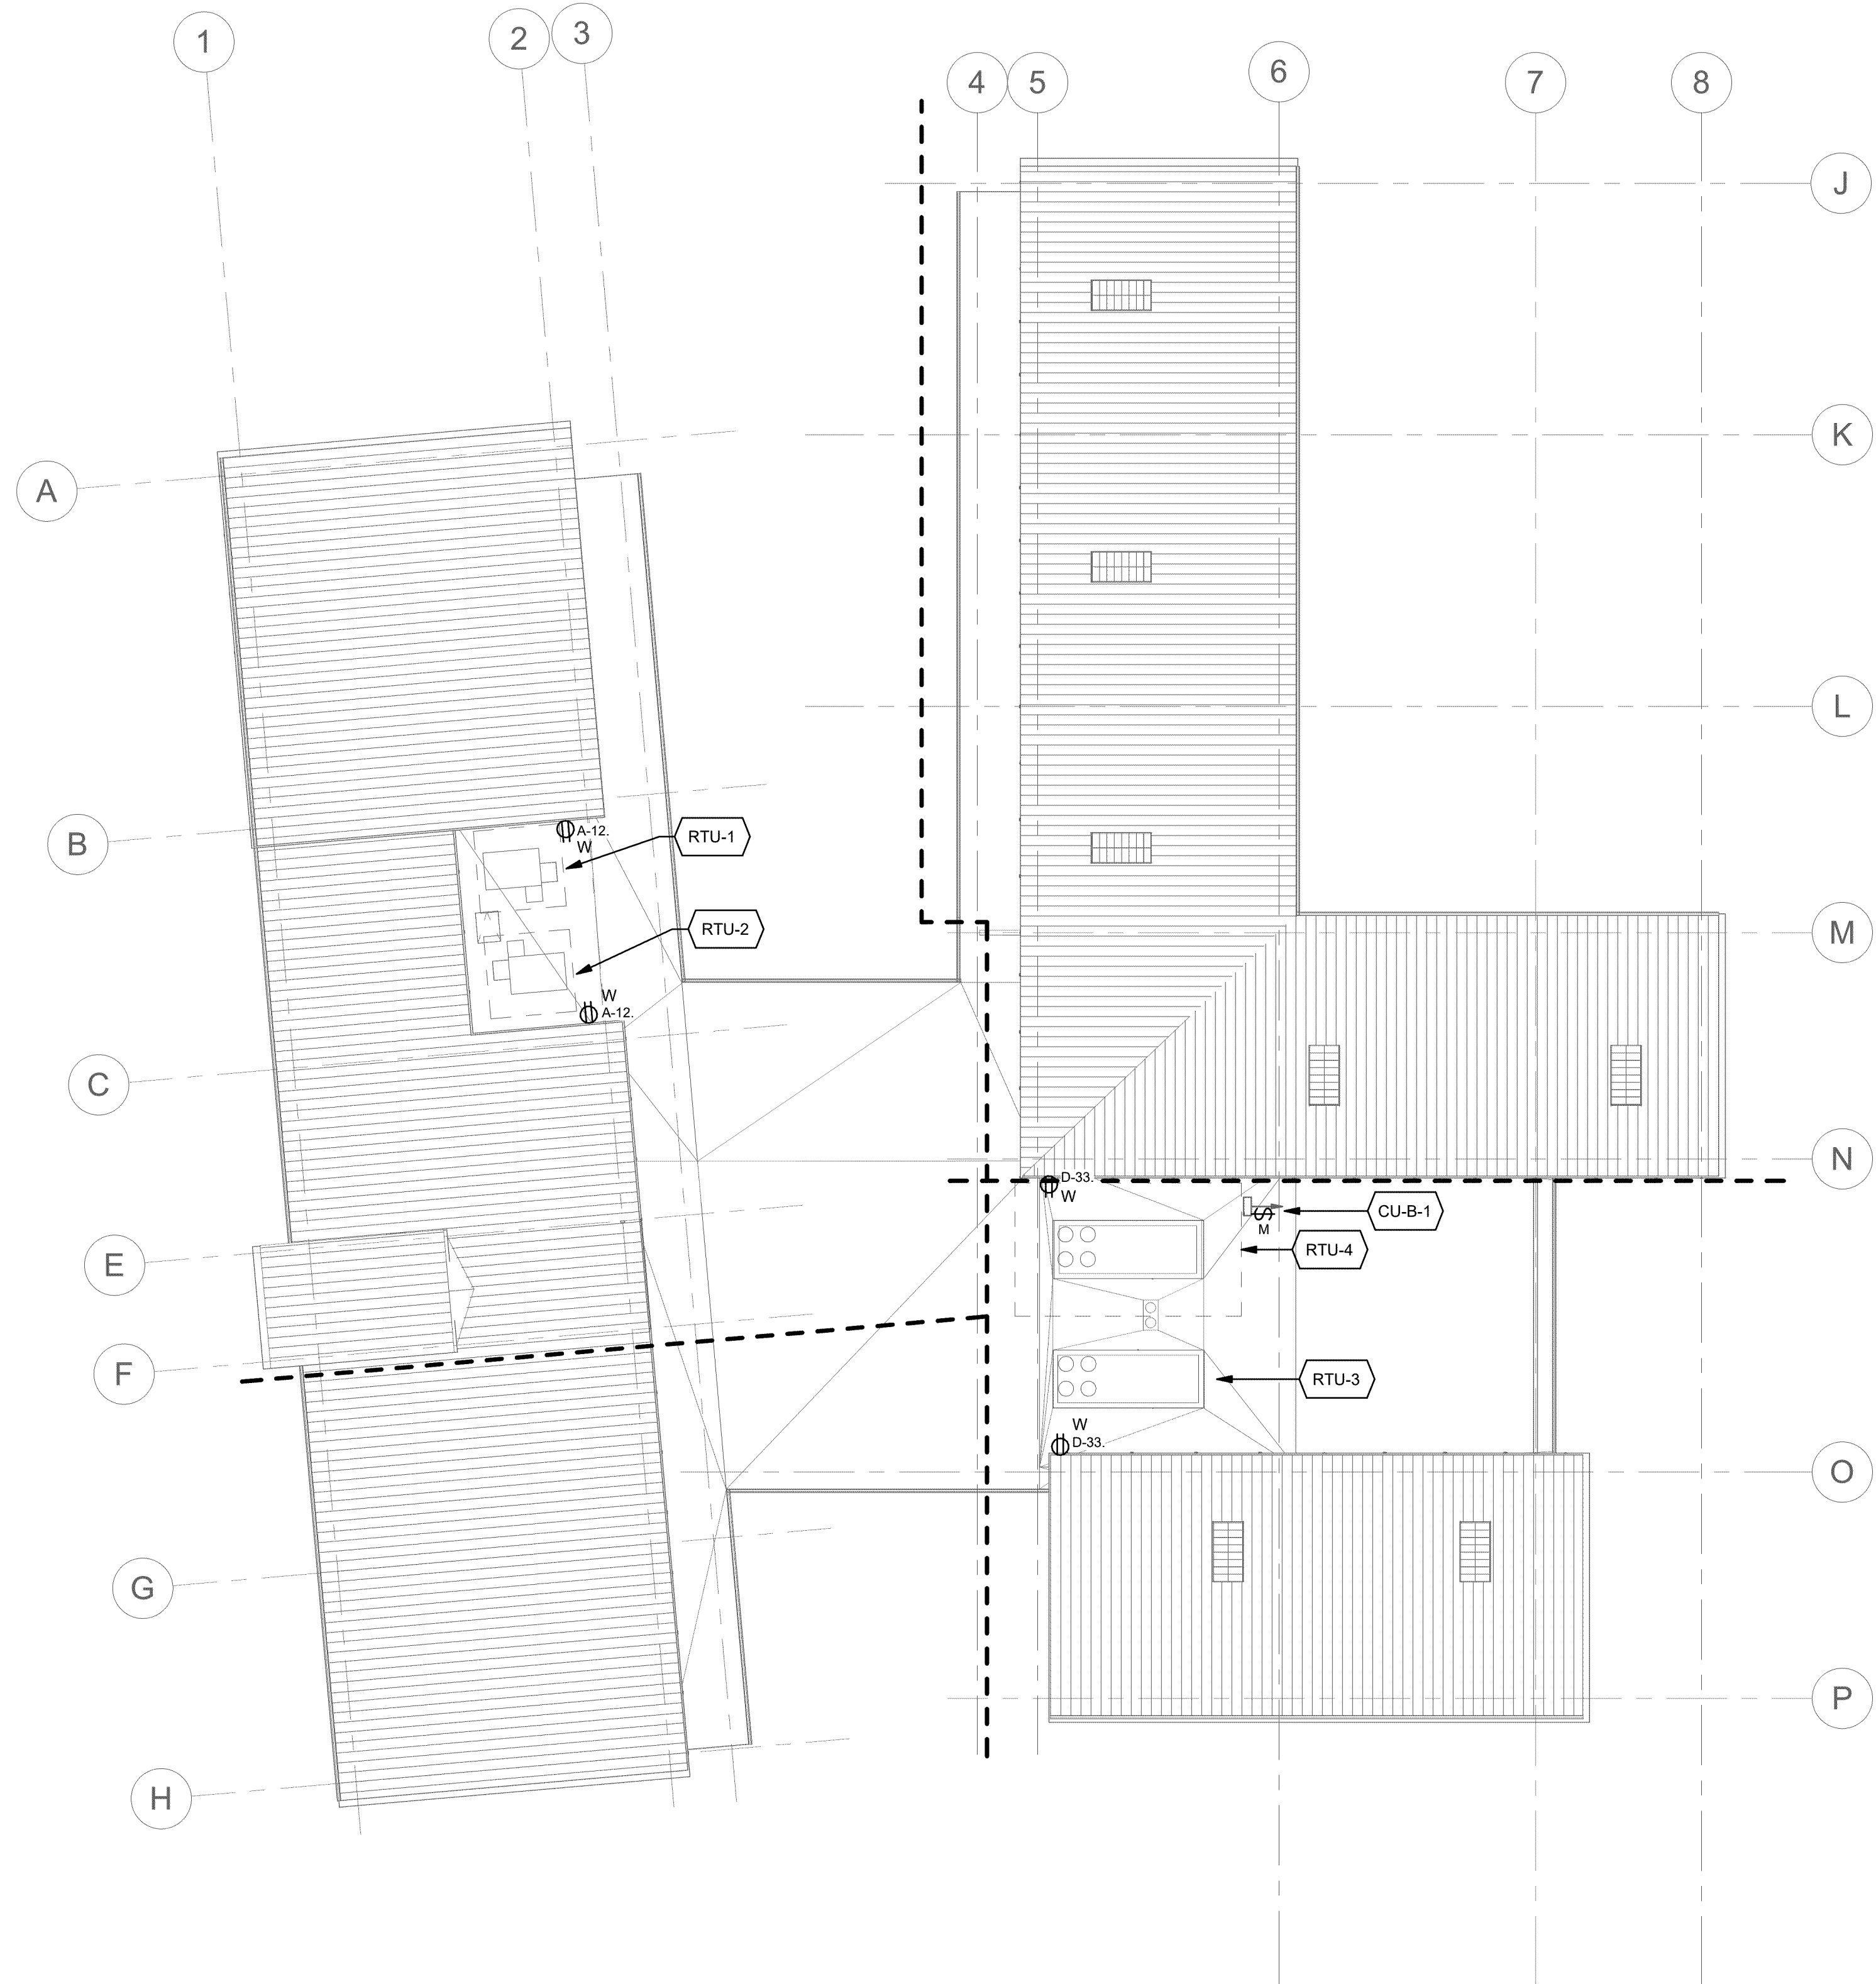 1
2
3
4
5
6
7
8
J
A
K
L
B
A-12.
W
RTU-1
RTU-2
M
W
A-12.
C
N
D-33.
W
CU-B-1
M
RTU-4
E
F
RTU-3
W
D-33.
O
G
P
H